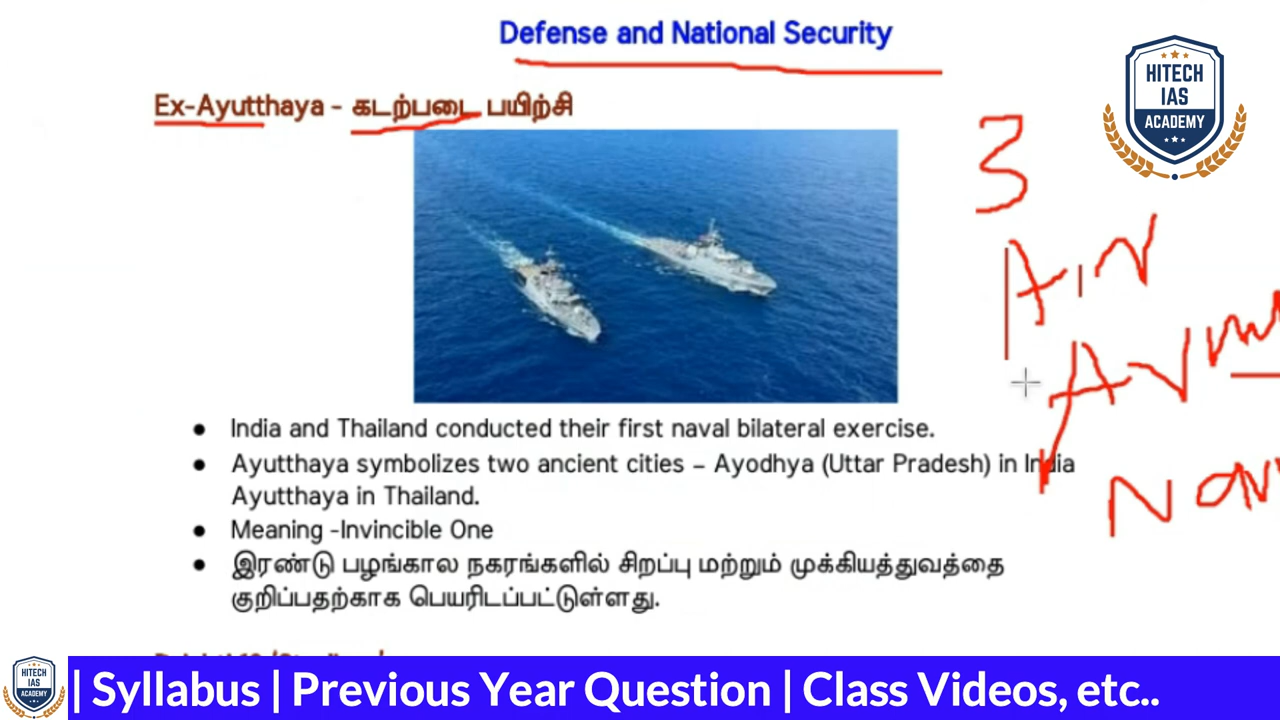 Defense and National Security
HITECH
IAS
ACADEMY
Ex-Ayutthaya - கடற்படை பயிற்சி
3
Air
India and Thailand conducted their first naval bilateral exercise.
Ayutthaya symbolizes two ancient cities – Ayodhya (Uttar Pradesh) in India
Ayutthaya in Thailand.
Meaning -Invincible One
இரண்டு பழங்கால நகரங்களில் சிறப்பு மற்றும் முக்கியத்துவத்தை
குறிப்பதற்காக பெயரிடப்பட்டுள்ளது.
HITECH
IAS
ACADEMY
| Syllabus | Previous Year Question | Class Videos, etc..